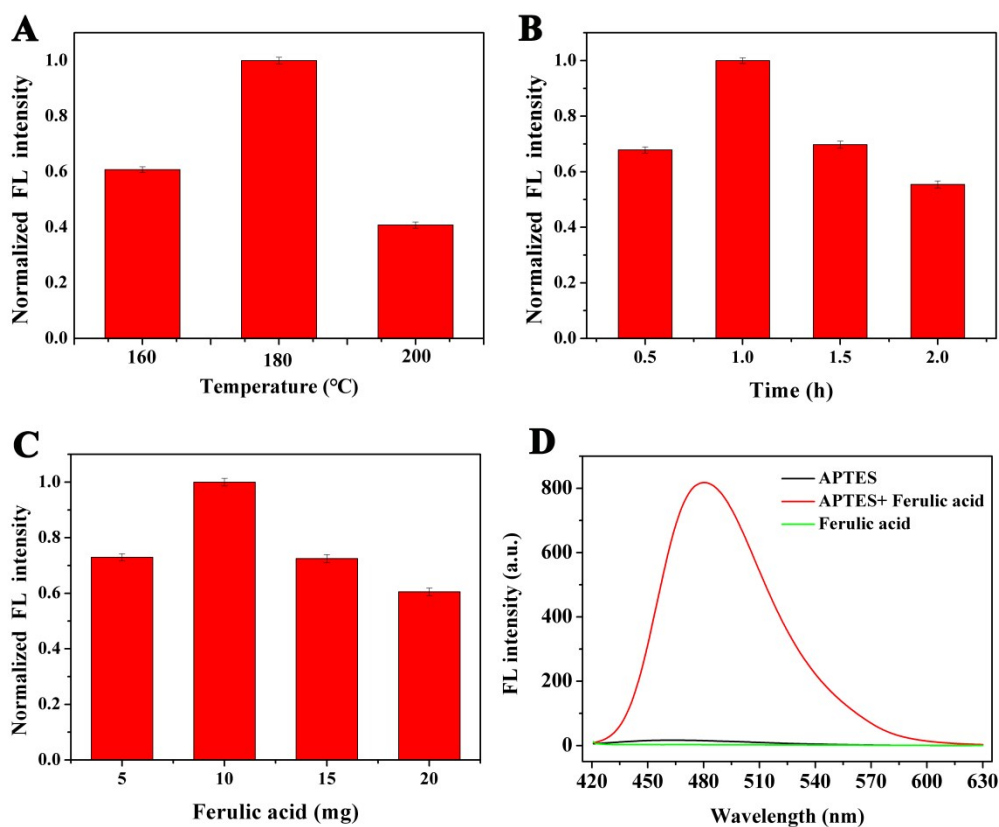 A
Normalized FL intensity
1.0
0.8
0.6
0.4
0.2
0.0
160 180 200
Temperature (°C)
B
Normalized FL intensity
1.0
0.8
0.6
0.4
0.2
0.0
0.5 1.0 1.5 2.0
Time (h)
C
Normalized FL intensity
1.0
0.8
0.6
0.4
0.2
0.0
5 10 15 20
Ferulic acid (mg)
D
FL intensity (a.u.)
800
600
400
200
0
APTES
APTES+ Ferulic acid
Ferulic acid
420 450 480 510 540 570 600 630
Wavelength (nm)